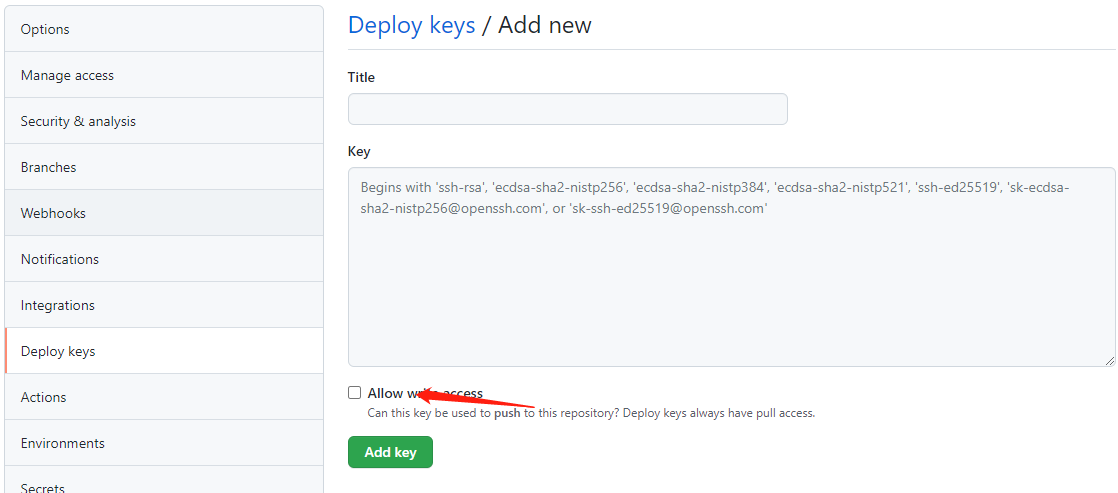 Options
Manage access
Security & analysis
Branches
Webhooks
Notifications
Integrations
Deploy keys
Actions
Environments
Secrets
Deploy keys / Add new
Title
Key
Begins with 'ssh-rsa', 'ecdsa-sha2-nistp256', 'ecdsa-sha2-nistp384', 'ecdsa-sha2-nistp521', 'ssh-ed25519', 'sk-ecdsa-
sha2-nistp256@openssh.com', or 'sk-ssh-ed25519@openssh.com'
Allow write access
Can this key be used to push to this repository? Deploy keys always have pull access.
Add key